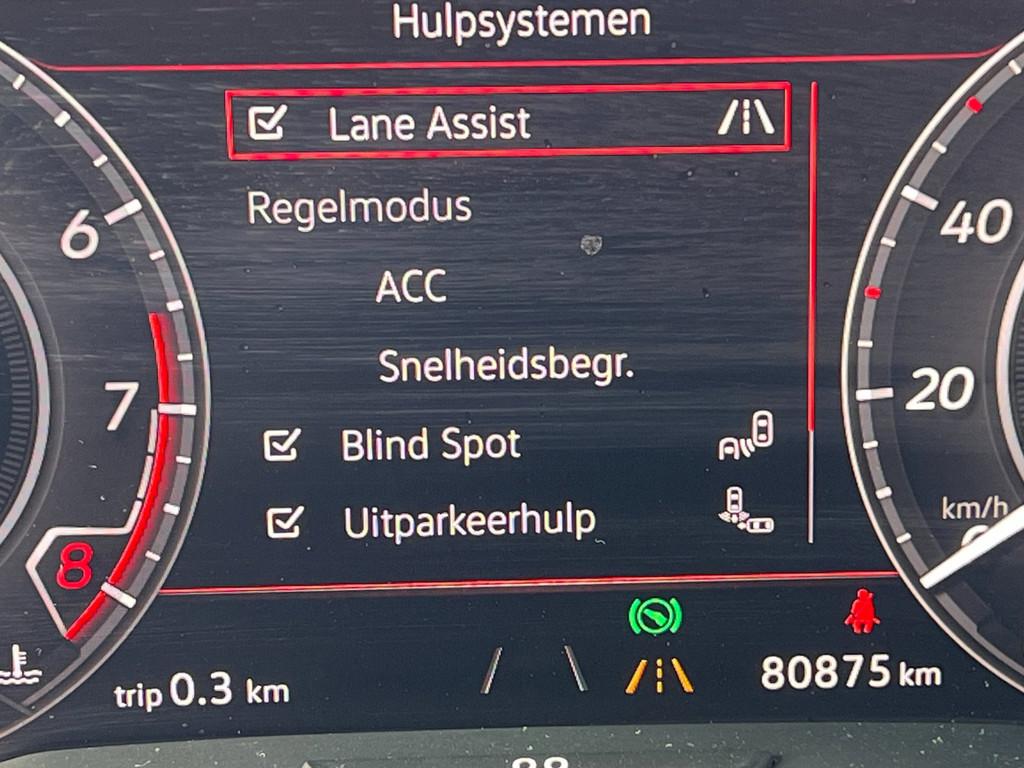 Hulpsystemen
Lane Assist
Regelmodus
ACC
Snelheidsbegr.
Blind Spot
Uitparkeerhulp
6
7
8
40
20
km/h
trip 0.3 km
80875 km